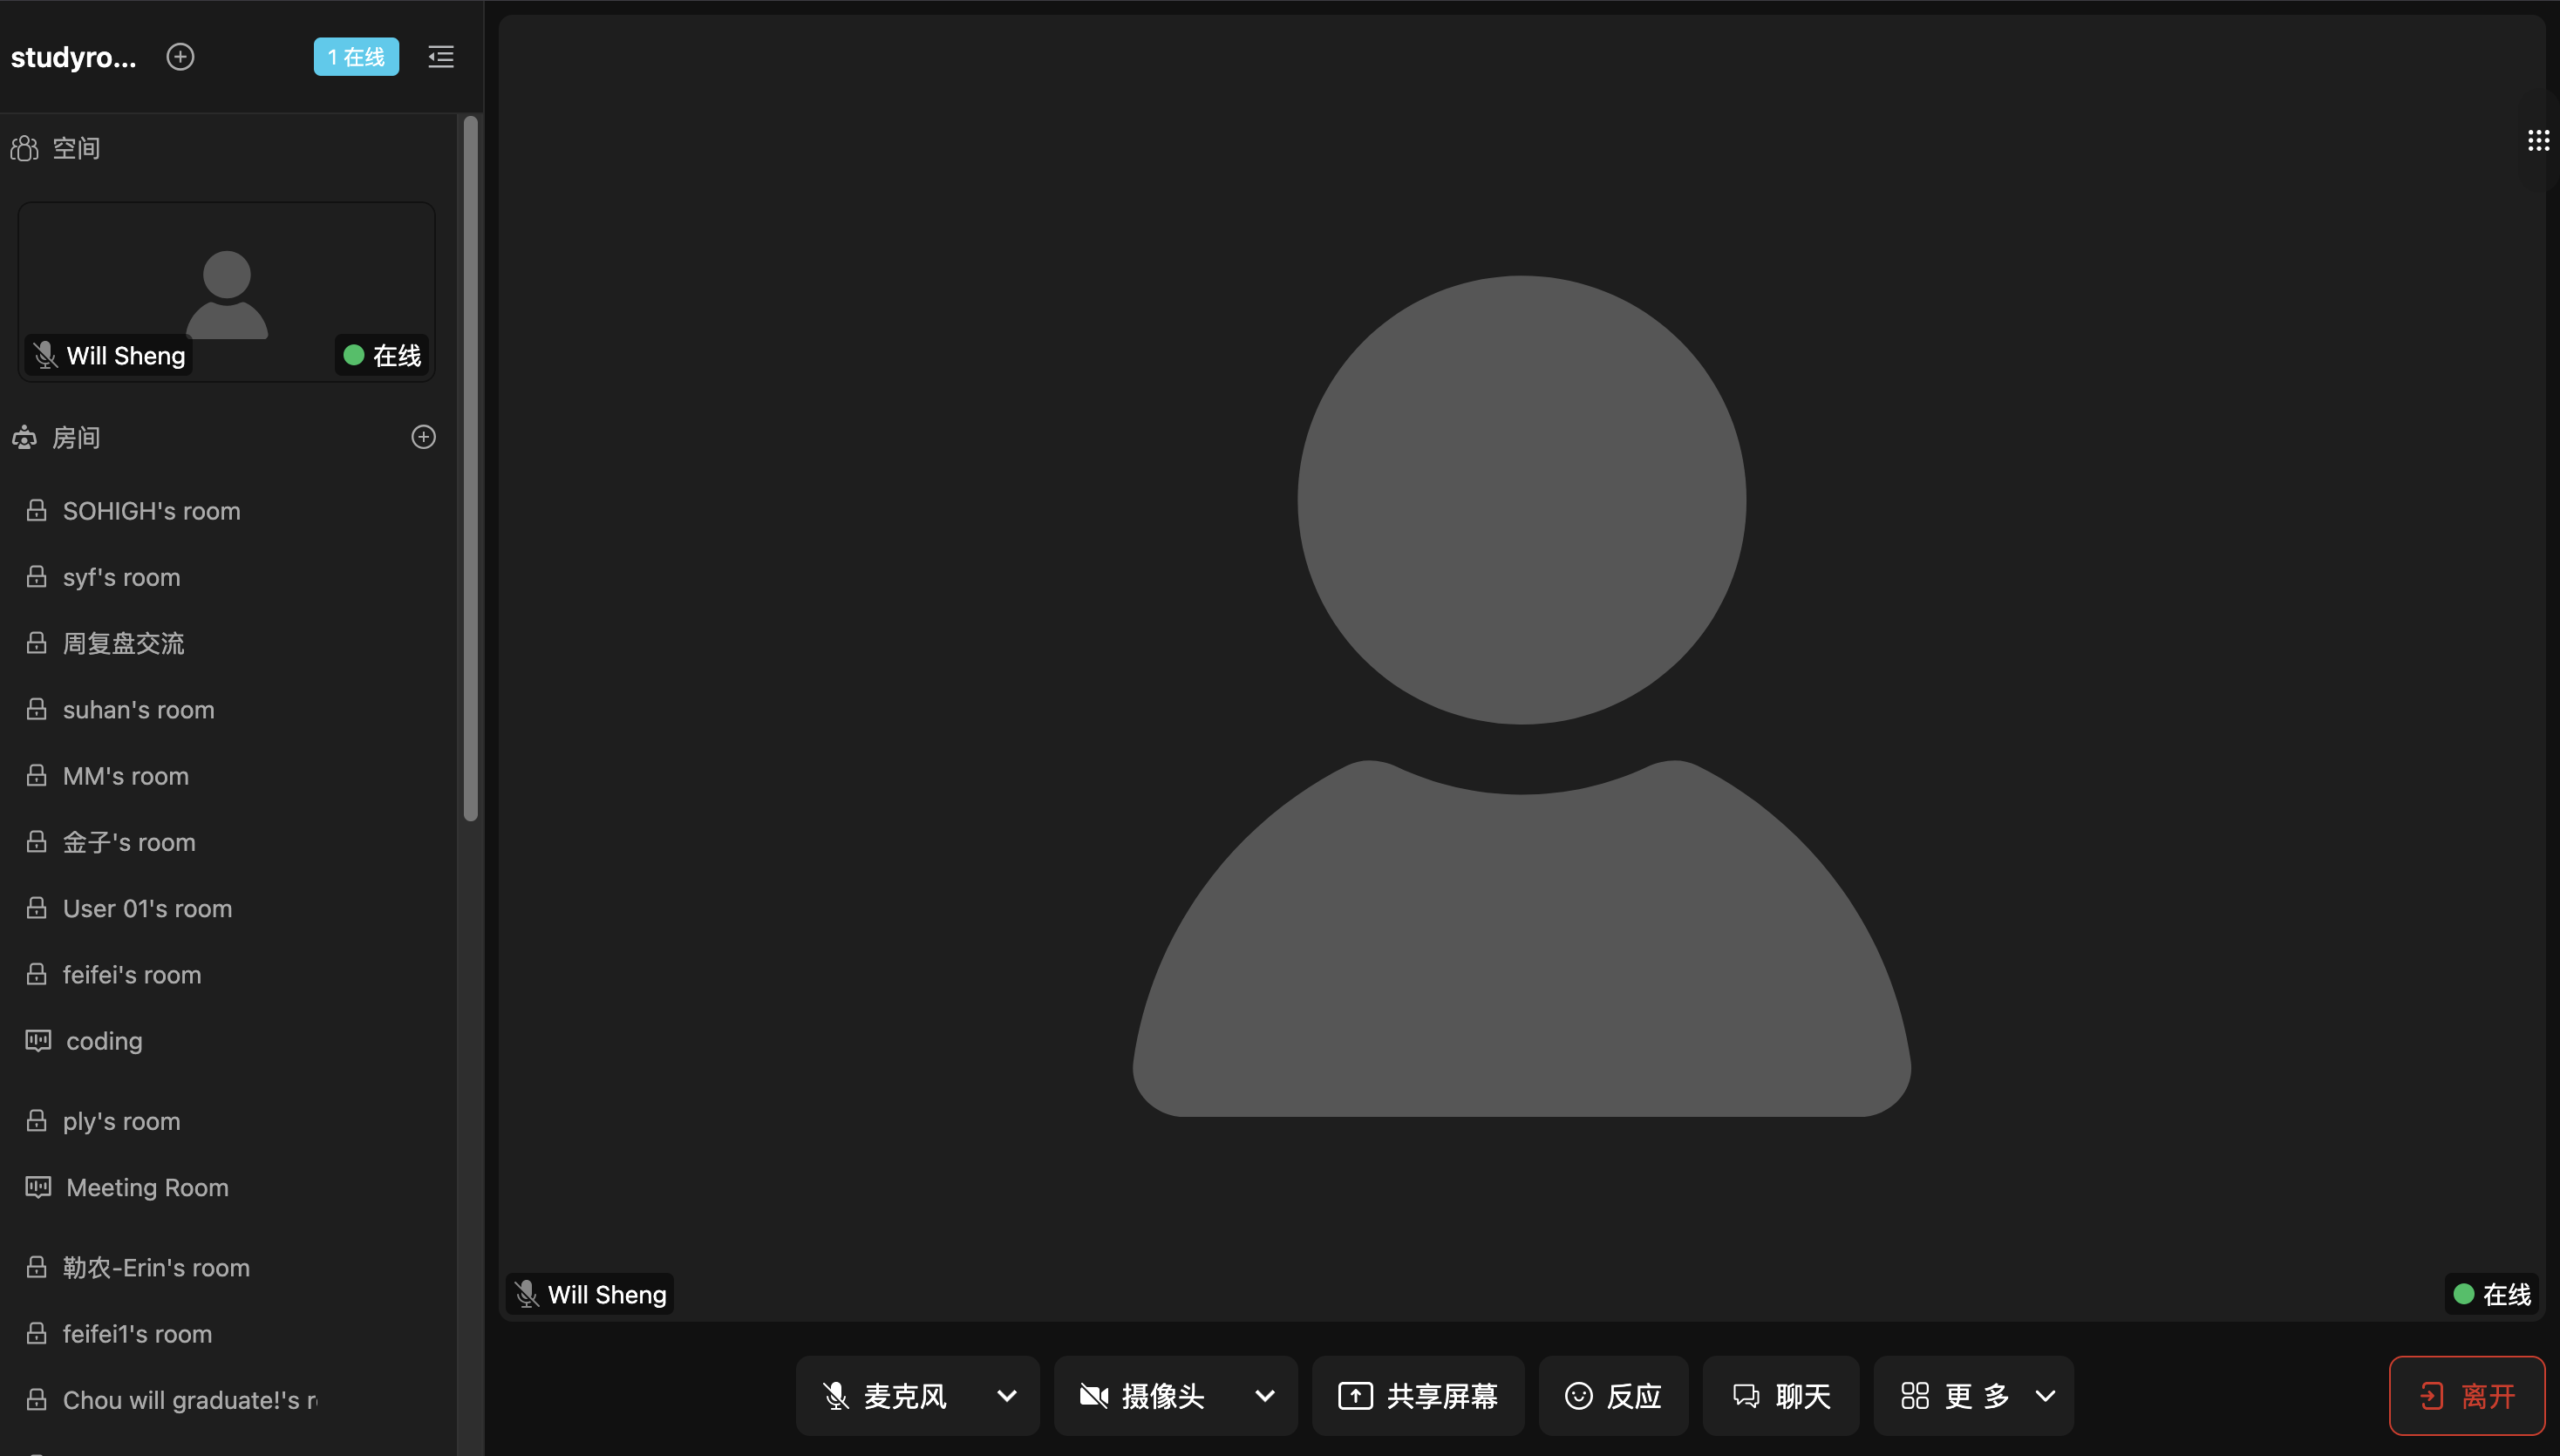 studyro...
1 在线
空间
Will Sheng
在线
房间
SOHIGH's room
syf's room
周复盘交流
suhan's room
MM's room
金子's room
User 01's room
feifei's room
coding
ply's room
Meeting Room
勒农-Erin's room
feifei1's room
Chou will graduate!'s r
Will Sheng
在线
麦克风
摄像头
共享屏幕
反应
聊天
更 多
离开